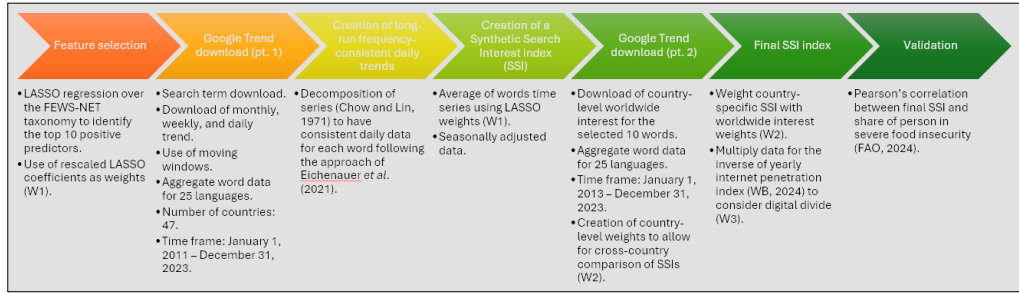 Feature selection
Google Trend
download (pt. 1)
Creation of long-
run frequency-
consistent daily
trends
Creation of a
Synthetic Search
Interest index
(SSI)
Google Trend
download (pt. 2)
Final SSI index
Validation
•LASSO regression over
the FEWS-NET
taxonomy to identify
the top 10 positive
predictors.
•Use of rescaled LASSO
coefficients as weights
(W1).
•Search term download.
•Download of monthly,
weekly, and daily
trend.
•Use of moving
windows.
•Aggregate word data
for 25 languages.
•Number of countries:
47.
•Time frame: January 1,
2011 – December 31,
2023.
•Decomposition of
series (Chow and Lin,
1971) to have
consistent daily data
for each word following
the approach of
Eichenauer et al.
(2021).
•Average of words time
series using LASSO
weights (W1).
•Seasonally adjusted
data.
•Download of country-
level worldwide
interest for the
selected 10 words.
•Aggregate word data
for 25 languages.
•Time frame: January 1,
2013 – December 31,
2023.
•Creation of country-
level weights to allow
for cross-country
comparison of SSIs
(W2).
•Weight country-
specific SSI with
worldwide interest
weights (W2).
•Multiply data for the
inverse of yearly
internet penetration
index (WB, 2024) to
consider digital divide
(W3).
•Pearson's correlation
between final SSI and
share of person in
severe food insecurity
(FAO, 2024).